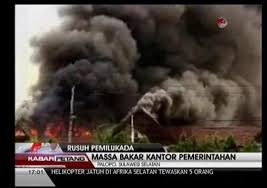 RUSUH PEMILUKADA
MASSA BAKAR KANTOR PEMERINTAHAN
KABAR PETANG
PALOPO, SULAWESI SELATAN
17:01 HELIKOPTER JATUH DI AFRIKA SELATAN TEWASKAN 5 ORANG